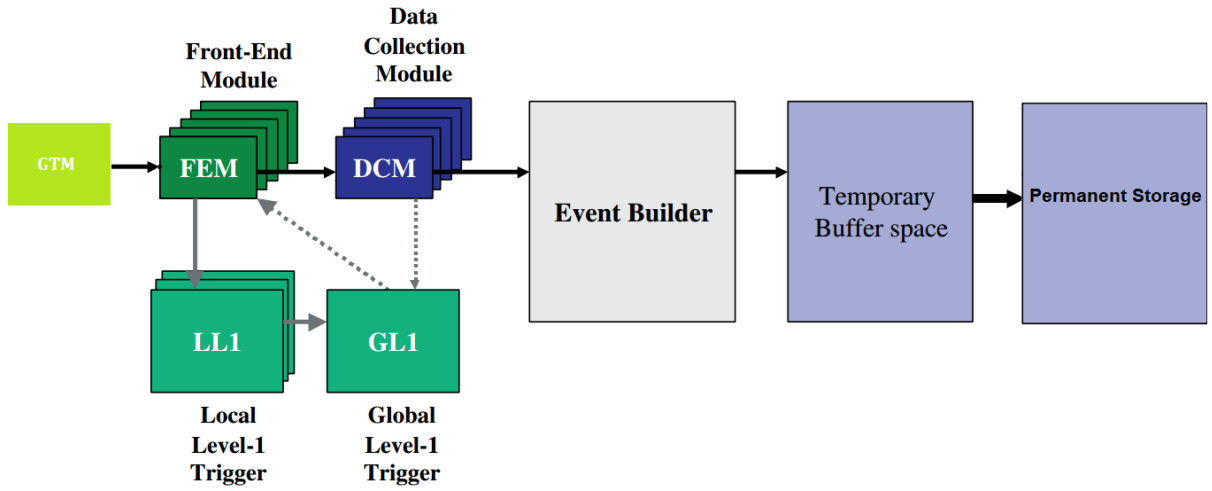 Data
Collection
Module
Front-End
Module
GTM
FEM
DCM
Event Builder
Temporary
Buffer space
Permanent Storage
LL1
GL1
Local
Level-1
Trigger
Global
Level-1
Trigger